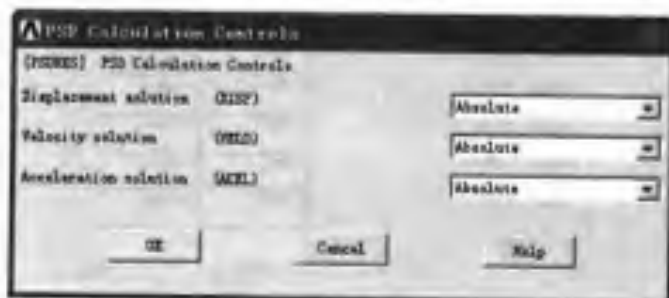 PSD Calculation Controls
[PSDRES] PSD Calculation Controls
Displacement solution (DISP) Absolute
Velocity solution (VELO) Absolute
Acceleration solution (ACEL) Absolute
OK Cancel Help